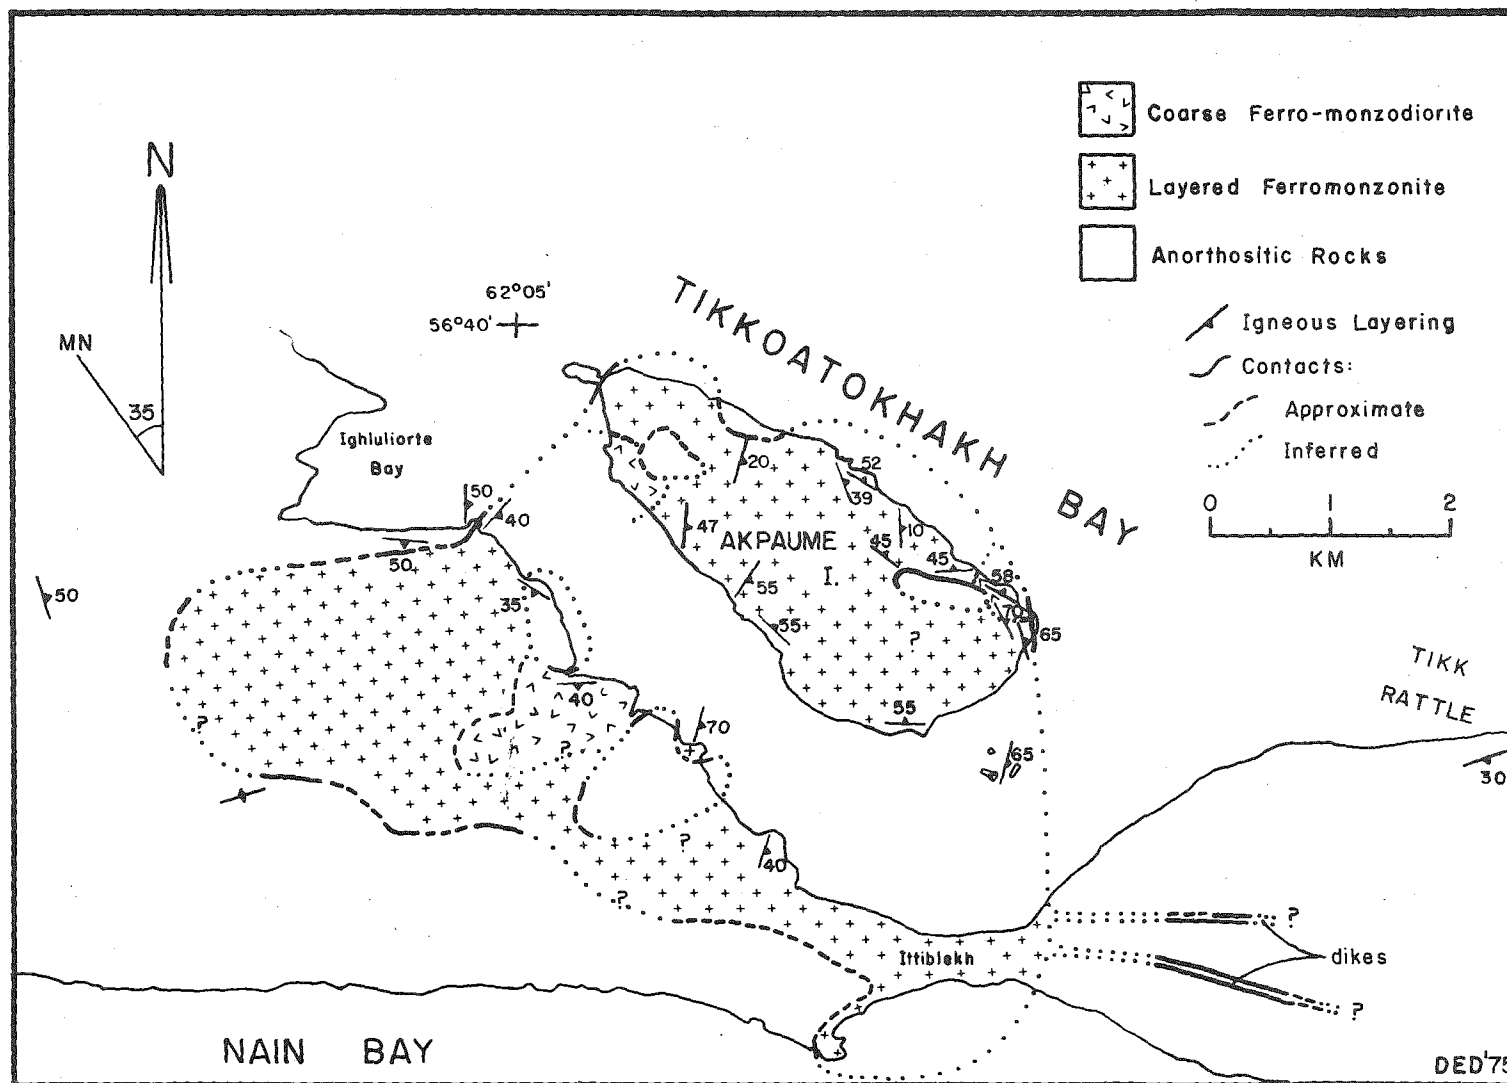 Coarse Ferro-monzodiorite
Layered Ferromonzonite
Anorthositic Rocks
Igneous Layering
Contacts:
Approximate
Inferred
0 1 2
KM
N
MN
35
62°05'
56°40'
TIKKOATOKHAKH BAY
Ighluliorte
Bay
50
40
50
50
35
40
70
40
20
52
39
47
10
45
45
58
AKPAUME
I.
55
55
70
65
?
55
65
TIKK
RATTLE
30
?
?
?
?
Ittiblekh
?
dikes
?
NAIN BAY
DED'75